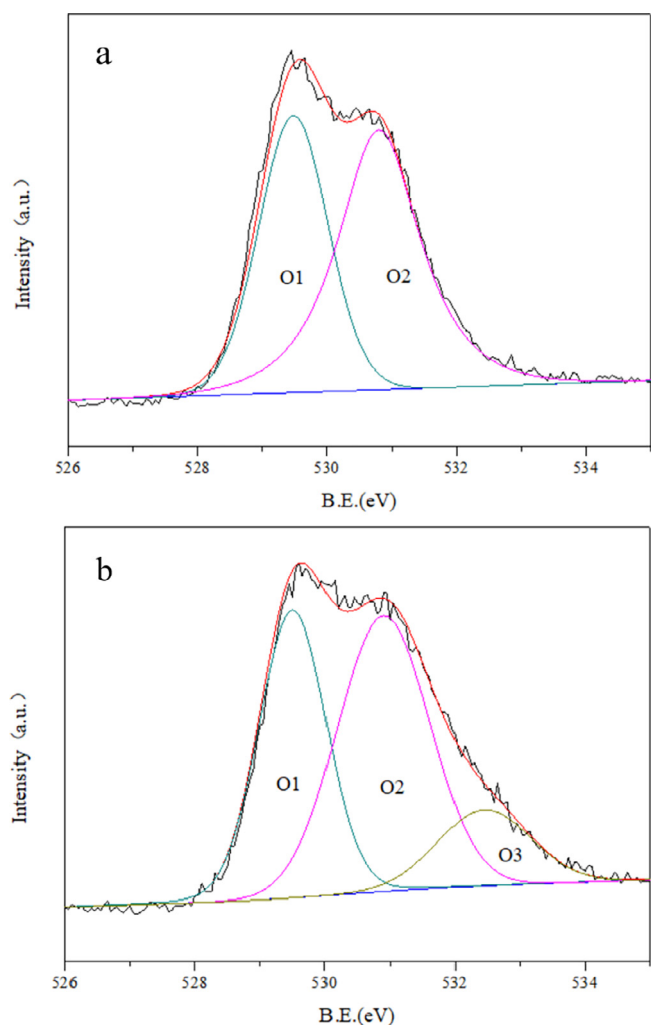 a
Intensity (a.u.)
O1
O2
526
528
530
532
534
B.E.(eV)
b
Intensity (a.u.)
O1
O2
O3
526
528
530
532
534
B.E.(eV)